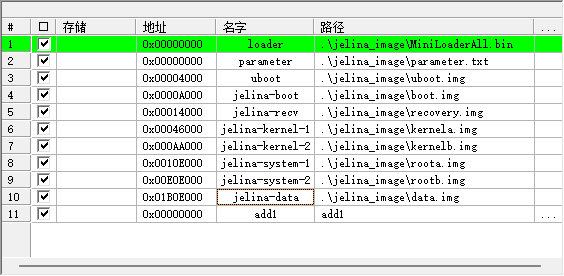 # 存储 地址 名字 路径 ...
1 0x00000000 loader .\jelina_image\MiniLoaderAll.bin
2 0x00000000 parameter .\jelina_image\parameter.txt
3 0x00004000 uboot .\jelina_image\uboot.img
4 0x0000A000 jelina-boot .\jelina_image\boot.img
5 0x00014000 jelina-recv .\jelina_image\recovery.img
6 0x00046000 jelina-kernel-1 .\jelina_image\kernela.img
7 0x000AA000 jelina-kernel-2 .\jelina_image\kernelb.img
8 0x0010E000 jelina-system-1 .\jelina_image\roota.img
9 0x00E0E000 jelina-system-2 .\jelina_image\rootb.img
10 0x01B0E000 jelina-data .\jelina_image\data.img
11 0x00000000 add1 add1 ...